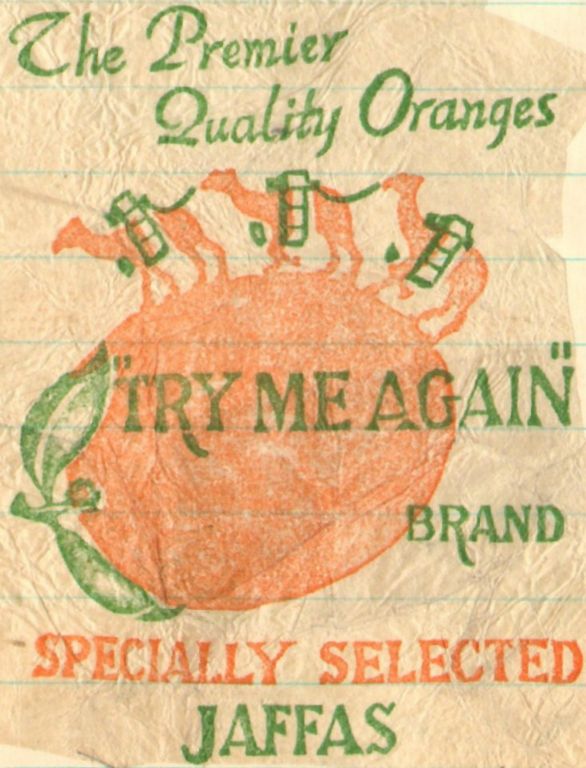 The Premier
Quality Oranges
"TRY ME AGAIN"
BRAND
SPECIALLY SELECTED
JAFFAS